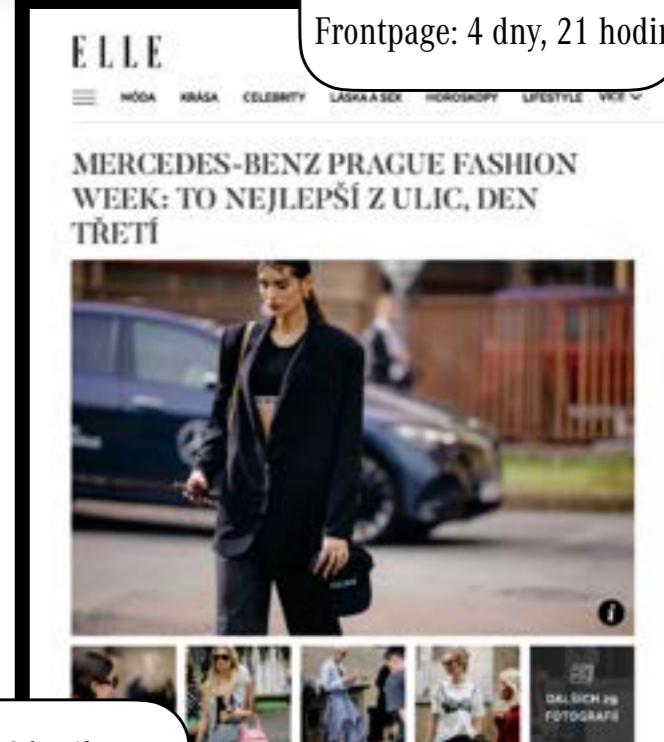 Frontpage: 4 dny, 21 hodin
ELLE
MÓDA KRÁSA CELEBRITY LÁSKA A SEX HOROSKOPY LIFESTYLE VÍCE
MERCEDES-BENZ PRAGUE FASHION
WEEK: TO NEJLEPŠÍ Z ULIC, DEN
TŘETÍ
i
DALŠÍCH 29
FOTOGRAFIÍ